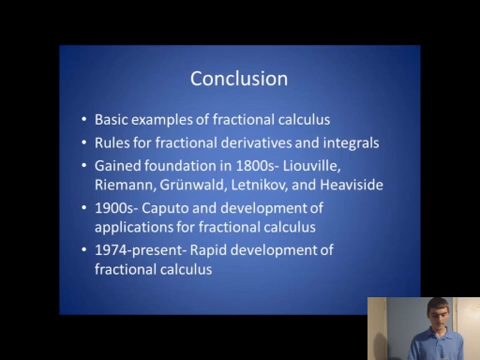 Conclusion
• Basic examples of fractional calculus
• Rules for fractional derivatives and integrals
• Gained foundation in 1800s- Liouville,
Riemann, Grünwald, Letnikov, and Heaviside
• 1900s- Caputo and development of
applications for fractional calculus
• 1974-present- Rapid development of
fractional calculus